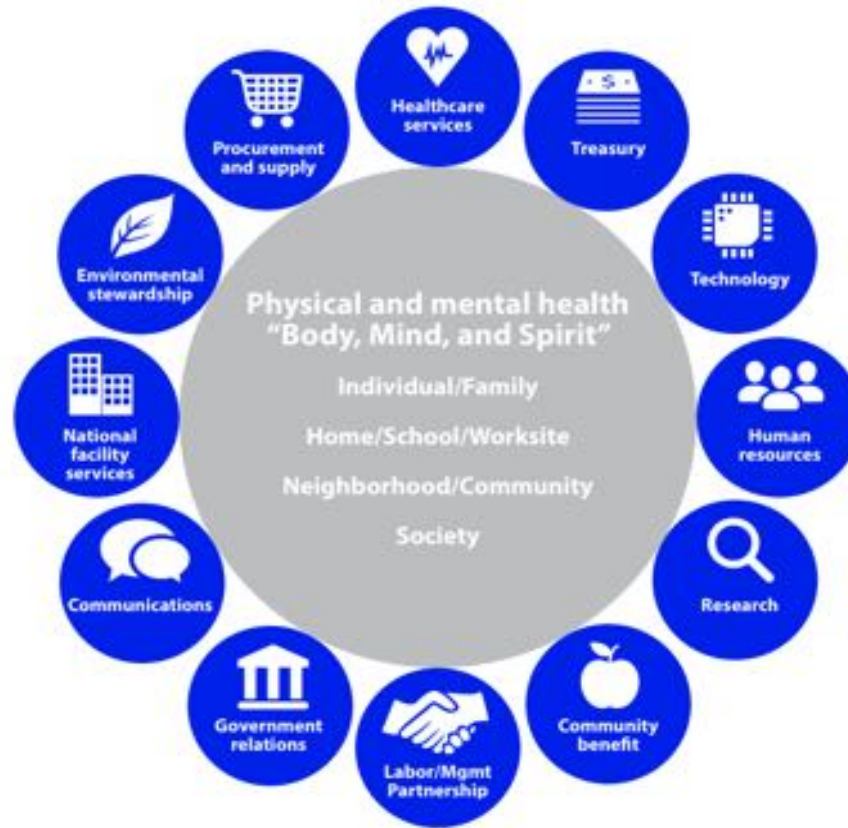 Healthcare
services
Treasury
Technology
Human
resources
Research
Community
benefit
Labor/Mgmt
Partnership
Government
relations
Communications
National
facility
services
Environmental
stewardship
Procurement
and supply
$
Physical and mental health
“Body, Mind, and Spirit”
Individual/Family
Home/School/Worksite
Neighborhood/Community
Society